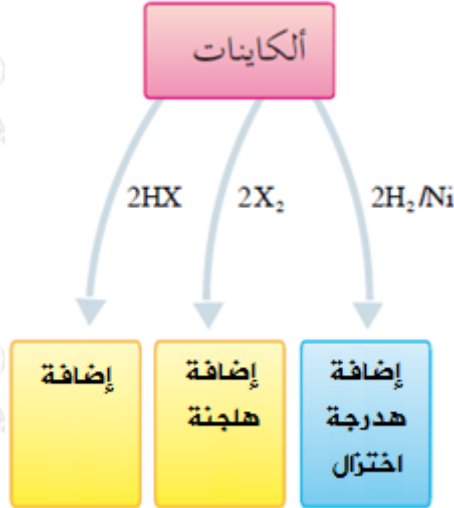 ألكاينات
2H₂/Ni
2X₂
2HX
إضافة
هدرجة
اختزال
إضافة
هلجنة
إضافة